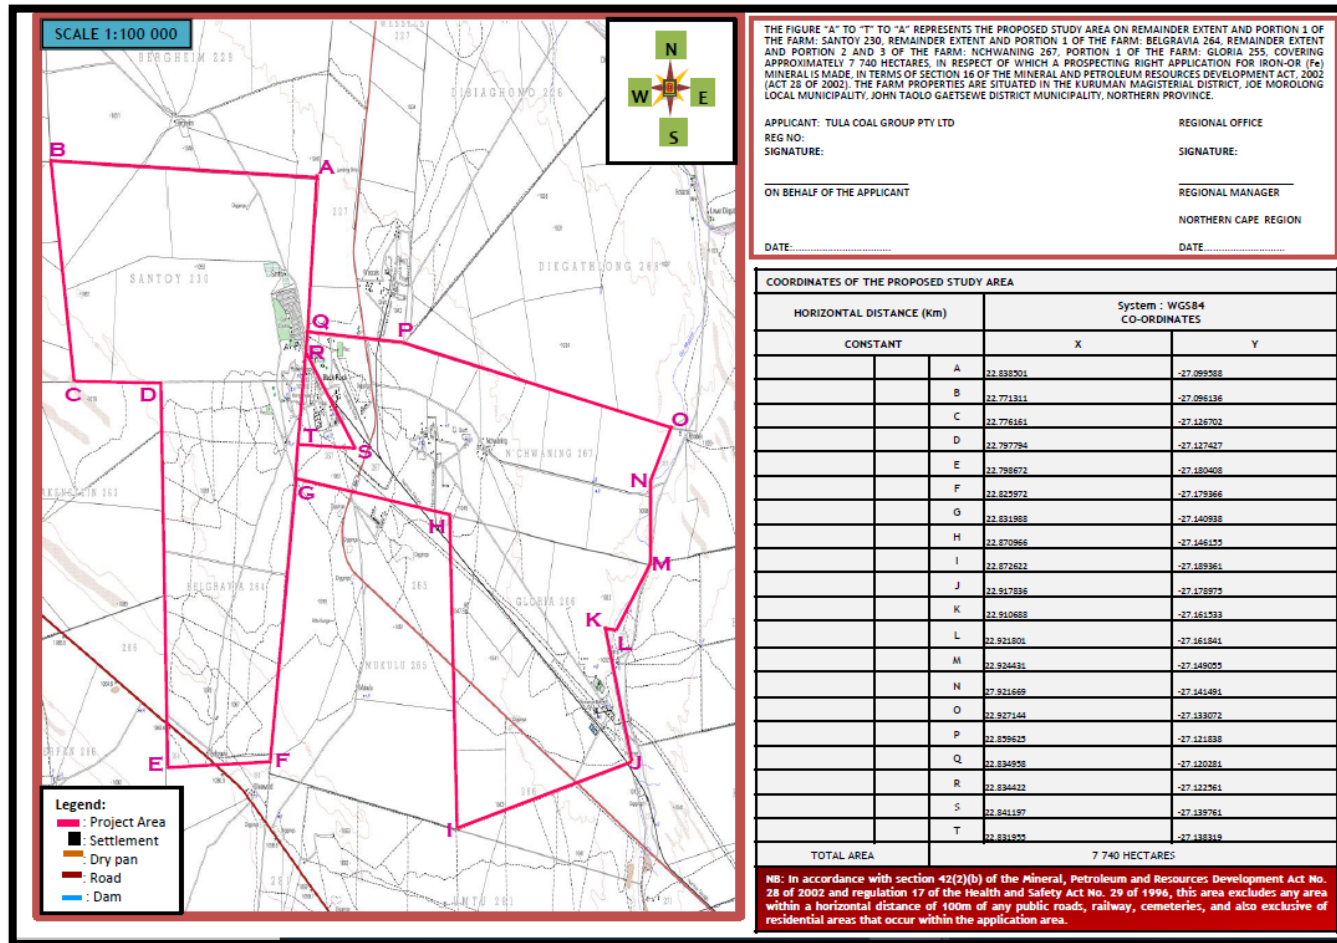 SCALE 1:100 000
N
W E
S
BERGHEIM 228
227
DIBIAGHOMO 226
B
A
227
SANTOY 230
DIKGATHLONG 268
Q
P
R
Black Rock
C
D
O
T
S
N'CHWANING 267
N
G
H
M
BELGRAVIA 264
265
GLORIA 266
K
L
286
MUKULU 265
E
F
J
I
Legend:
: Project Area
: Settlement
: Dry pan
: Road
: Dam
THE FIGURE "A" TO "T" TO "A" REPRESENTS THE PROPOSED STUDY AREA ON REMAINDER EXTENT AND PORTION 1 OF
THE FARM: SANTOY 230, REMAINDER EXTENT AND PORTION 1 OF THE FARM: BELGRAVIA 264, REMAINDER EXTENT
AND PORTION 2 AND 3 OF THE FARM: NCHWANING 267, PORTION 1 OF THE FARM: GLORIA 255, COVERING
APPROXIMATELY 7 740 HECTARES, IN RESPECT OF WHICH A PROSPECTING RIGHT APPLICATION FOR IRON-OR (Fe)
MINERAL IS MADE, IN TERMS OF SECTION 16 OF THE MINERAL AND PETROLEUM RESOURCES DEVELOPMENT ACT, 2002
(ACT 28 OF 2002). THE FARM PROPERTIES ARE SITUATED IN THE KURUMAN MAGISTERIAL DISTRICT, JOE MOROLONG
LOCAL MUNICIPALITY, JOHN TAOLO GAETSEWE DISTRICT MUNICIPALITY, NORTHERN PROVINCE.
APPLICANT: TULA COAL GROUP PTY LTD REGIONAL OFFICE
REG NO:
SIGNATURE: SIGNATURE:
ON BEHALF OF THE APPLICANT REGIONAL MANAGER
NORTHERN CAPE REGION
DATE:.................................. DATE............................
COORDINATES OF THE PROPOSED STUDY AREA
HORIZONTAL DISTANCE (Km) System : WGS84
CO-ORDINATES
CONSTANT X Y
A 22.838501 -27.099588
B 22.771311 -27.096136
C 22.776161 -27.126702
D 22.797794 -27.127427
E 22.798672 -27.180408
F 22.825972 -27.179366
G 22.831988 -27.140938
H 22.870966 -27.146155
I 22.872622 -27.189361
J 22.917836 -27.178975
K 22.910688 -27.161533
L 22.921801 -27.161841
M 22.924431 -27.149055
N 27.921669 -27.141491
O 22.927144 -27.133072
P 22.859625 -27.121838
Q 22.834958 -27.120281
R 22.834422 -27.122561
S 22.841197 -27.139761
T 22.831955 -27.138319
TOTAL AREA 7 740 HECTARES
NB: In accordance with section 42(2)(b) of the Mineral, Petroleum and Resources Development Act No.
28 of 2002 and regulation 17 of the Health and Safety Act No. 29 of 1996, this area excludes any area
within a horizontal distance of 100m of any public roads, railway, cemeteries, and also exclusive of
residential areas that occur within the application area.